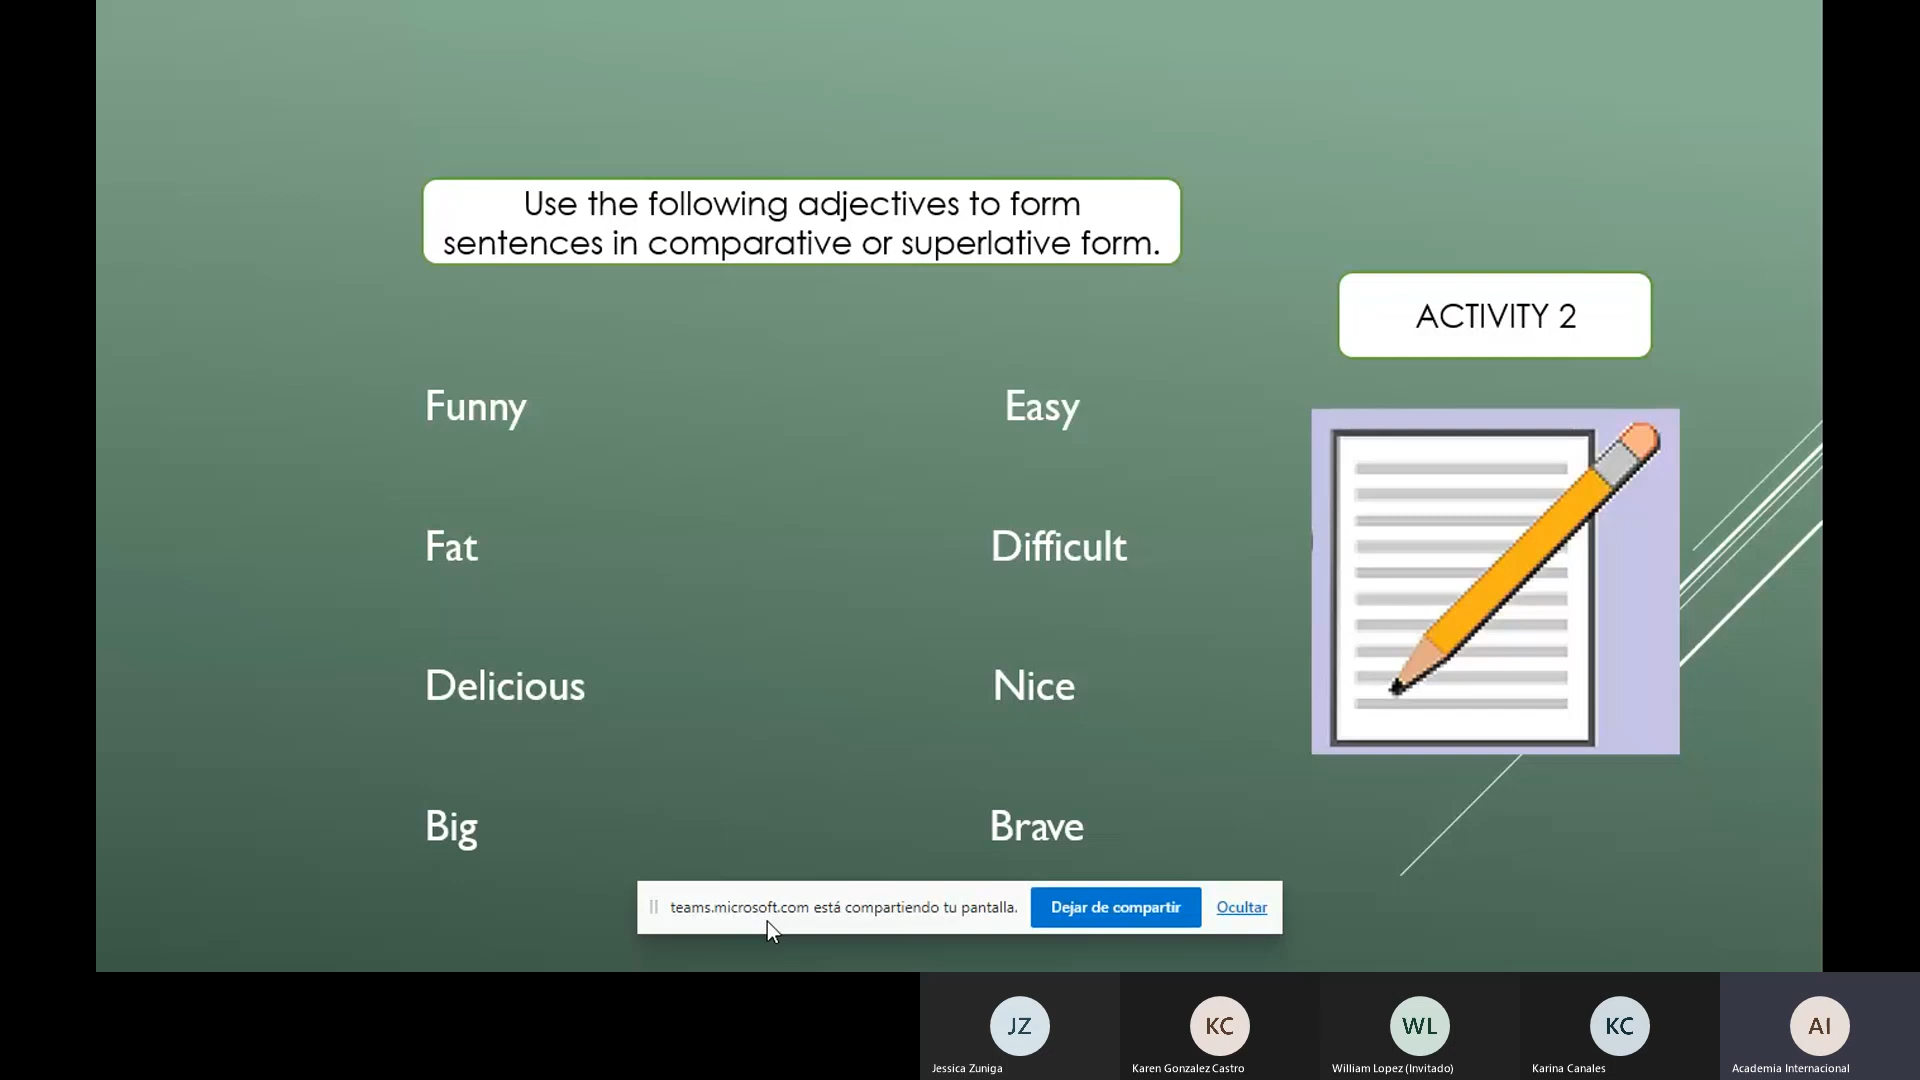 Use the following adjectives to form
sentences in comparative or superlative form.
ACTIVITY 2
Funny
Easy
Fat
Difficult
Delicious
Nice
Big
Brave
teams.microsoft.com está compartiendo tu pantalla.
Dejar de compartir
Ocultar
JZ
KC
WL
KC
AI
Jessica Zuniga
Karen Gonzalez Castro
William Lopez (Invitado)
Karina Canales
Academia Internacional